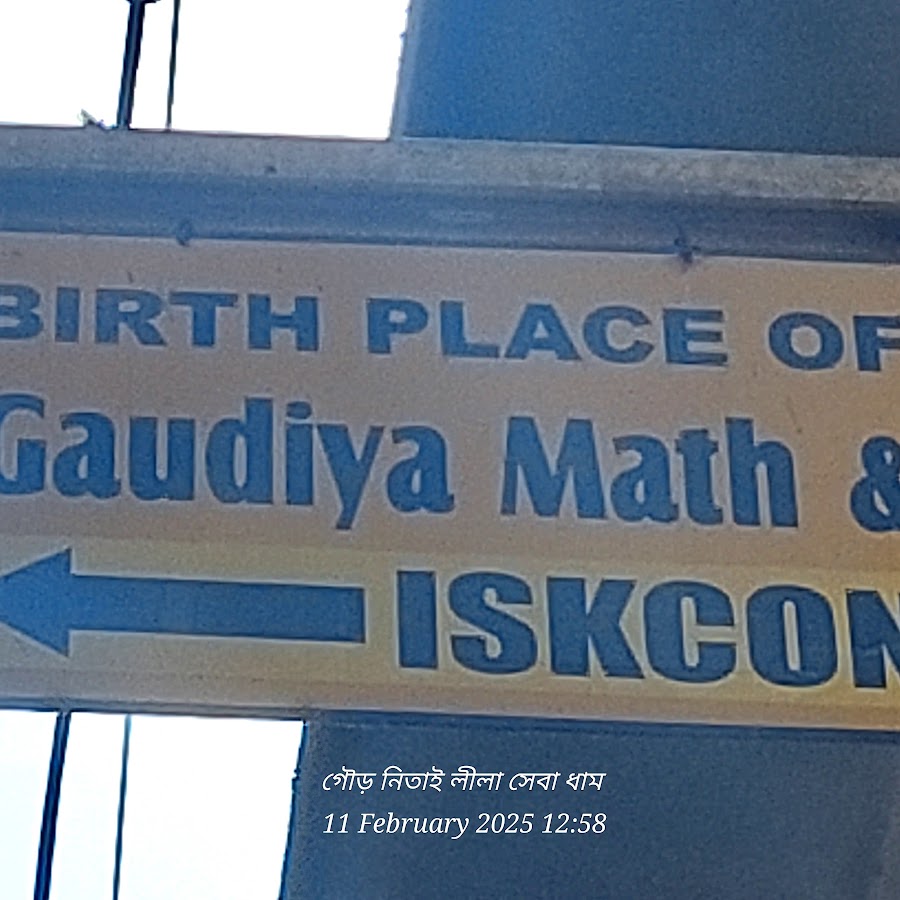 BIRTH PLACE OF
Gaudiya Math &
ISKCON
গৌড় নিতাই লীলা সেবা ধাম
11 February 2025 12:58